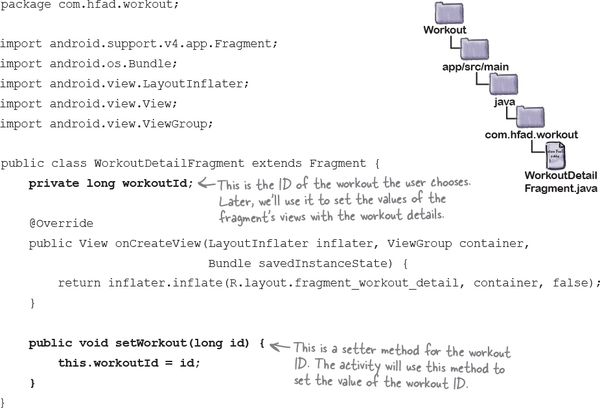 package com.hfad.workout;
import android.support.v4.app.Fragment;
import android.os.Bundle;
import android.view.LayoutInflater;
import android.view.View;
import android.view.ViewGroup;
public class WorkoutDetailFragment extends Fragment {
private long workoutId;
This is the ID of the workout the user chooses.
Later, we'll use it to set the values of the
fragment's views with the workout details.
@Override
public View onCreateView(LayoutInflater inflater, ViewGroup container,
Bundle savedInstanceState) {
return inflater.inflate(R.layout.fragment_workout_detail, container, false);
}
public void setWorkout(long id) {
this.workoutId = id;
}
This is a setter method for the workout
ID. The activity will use this method to
set the value of the workout ID.
}
Workout
app/src/main
java
com.hfad.workout
WorkoutDetail
Fragment.java